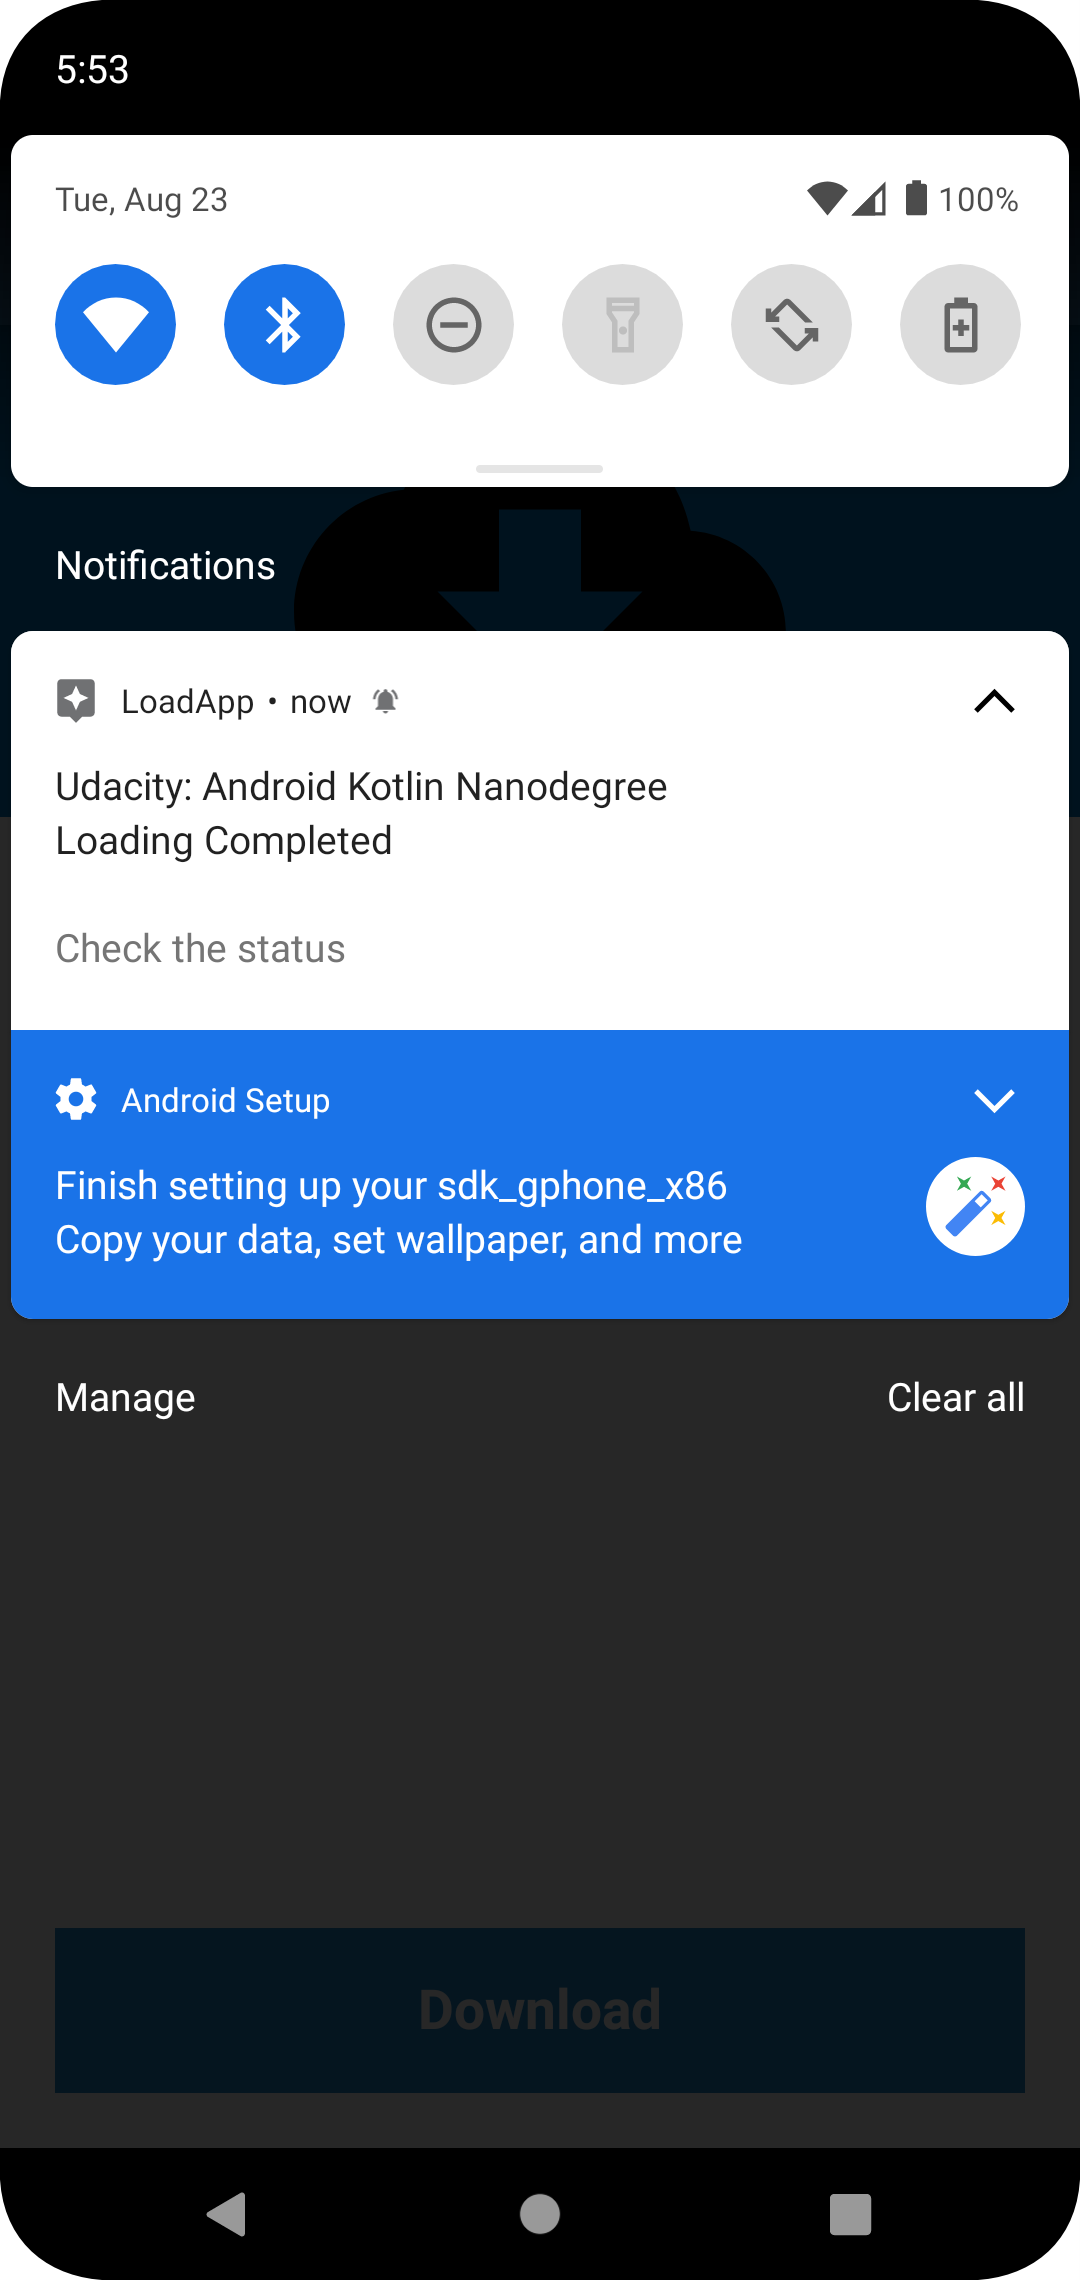 5:53
Tue, Aug 23
100%
Notifications
LoadApp • now
Udacity: Android Kotlin Nanodegree
Loading Completed
Check the status
Android Setup
Finish setting up your sdk_gphone_x86
Copy your data, set wallpaper, and more
Manage
Clear all
Download